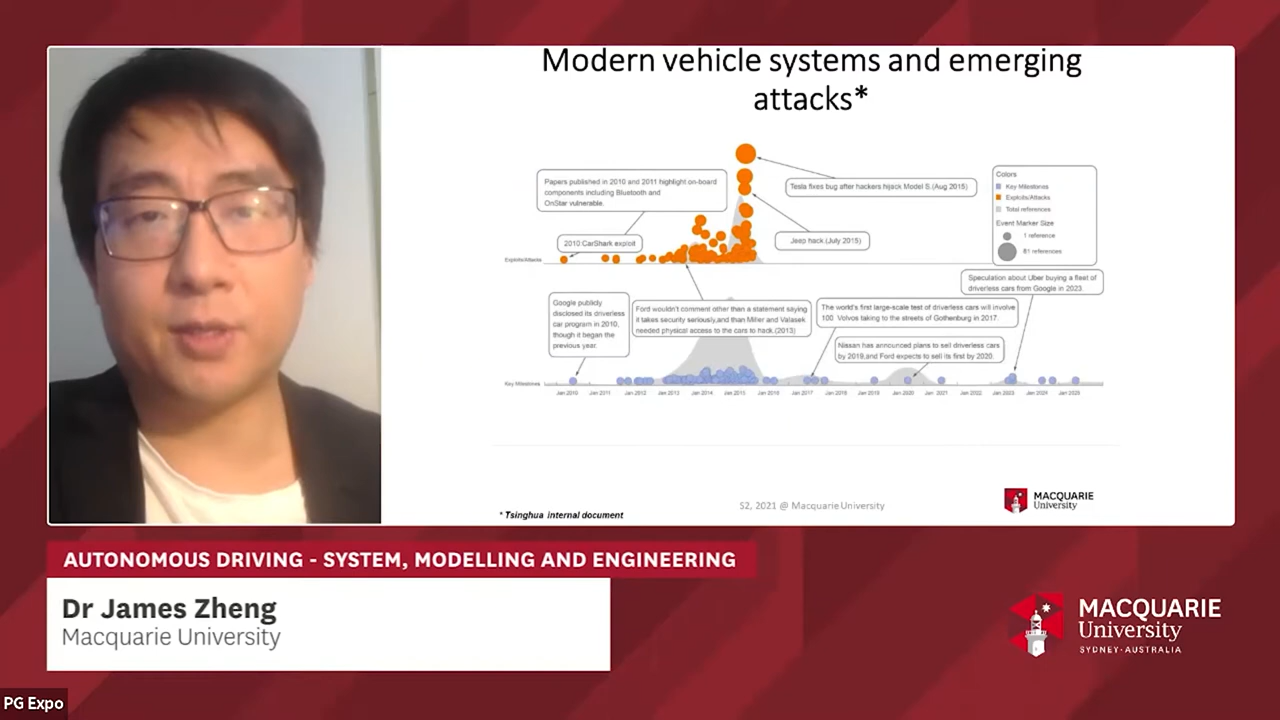 Modern vehicle systems and emerging
attacks*
Papers published in 2010 and 2011 highlight on-board
components including Bluetooth and
OnStar vulnerable.
Tesla fixes bug after hackers hijack Model S.(Aug 2015)
2010 CarShark exploit
Jeep hack.(July 2015)
Exploits/Attacks
Colors
Key Milestones
Exploits/Attacks
Total references
Event Marker Size
1 reference
81 references
Speculation about Uber buying a fleet of
driverless cars from Google in 2023.
Google publicly
disclosed its driverless
car program in 2010,
though it began the
previous year.
Ford wouldn't comment other than a statement saying
it takes security seriously,and than Miller and Valasek
needed physical access to the cars to hack.(2013)
The world's first large-scale test of driverless cars will involve
100 Volvos taking to the streets of Gothenburg in 2017.
Nissan has announced plans to sell driverless cars
by 2019,and Ford expects to sell its first by 2020.
Key Milestones
Jan 2010 Jan 2011 Jan 2012 Jan 2013 Jan 2014 Jan 2015 Jan 2016 Jan 2017 Jan 2018 Jan 2019 Jan 2020 Jan 2021 Jan 2022 Jan 2023 Jan 2024 Jan 2025
* Tsinghua internal document
S2, 2021 @ Macquarie University
MACQUARIE
University
AUTONOMOUS DRIVING - SYSTEM, MODELLING AND ENGINEERING
Dr James Zheng
Macquarie University
MACQUARIE
University
SYDNEY·AUSTRALIA
PG Expo